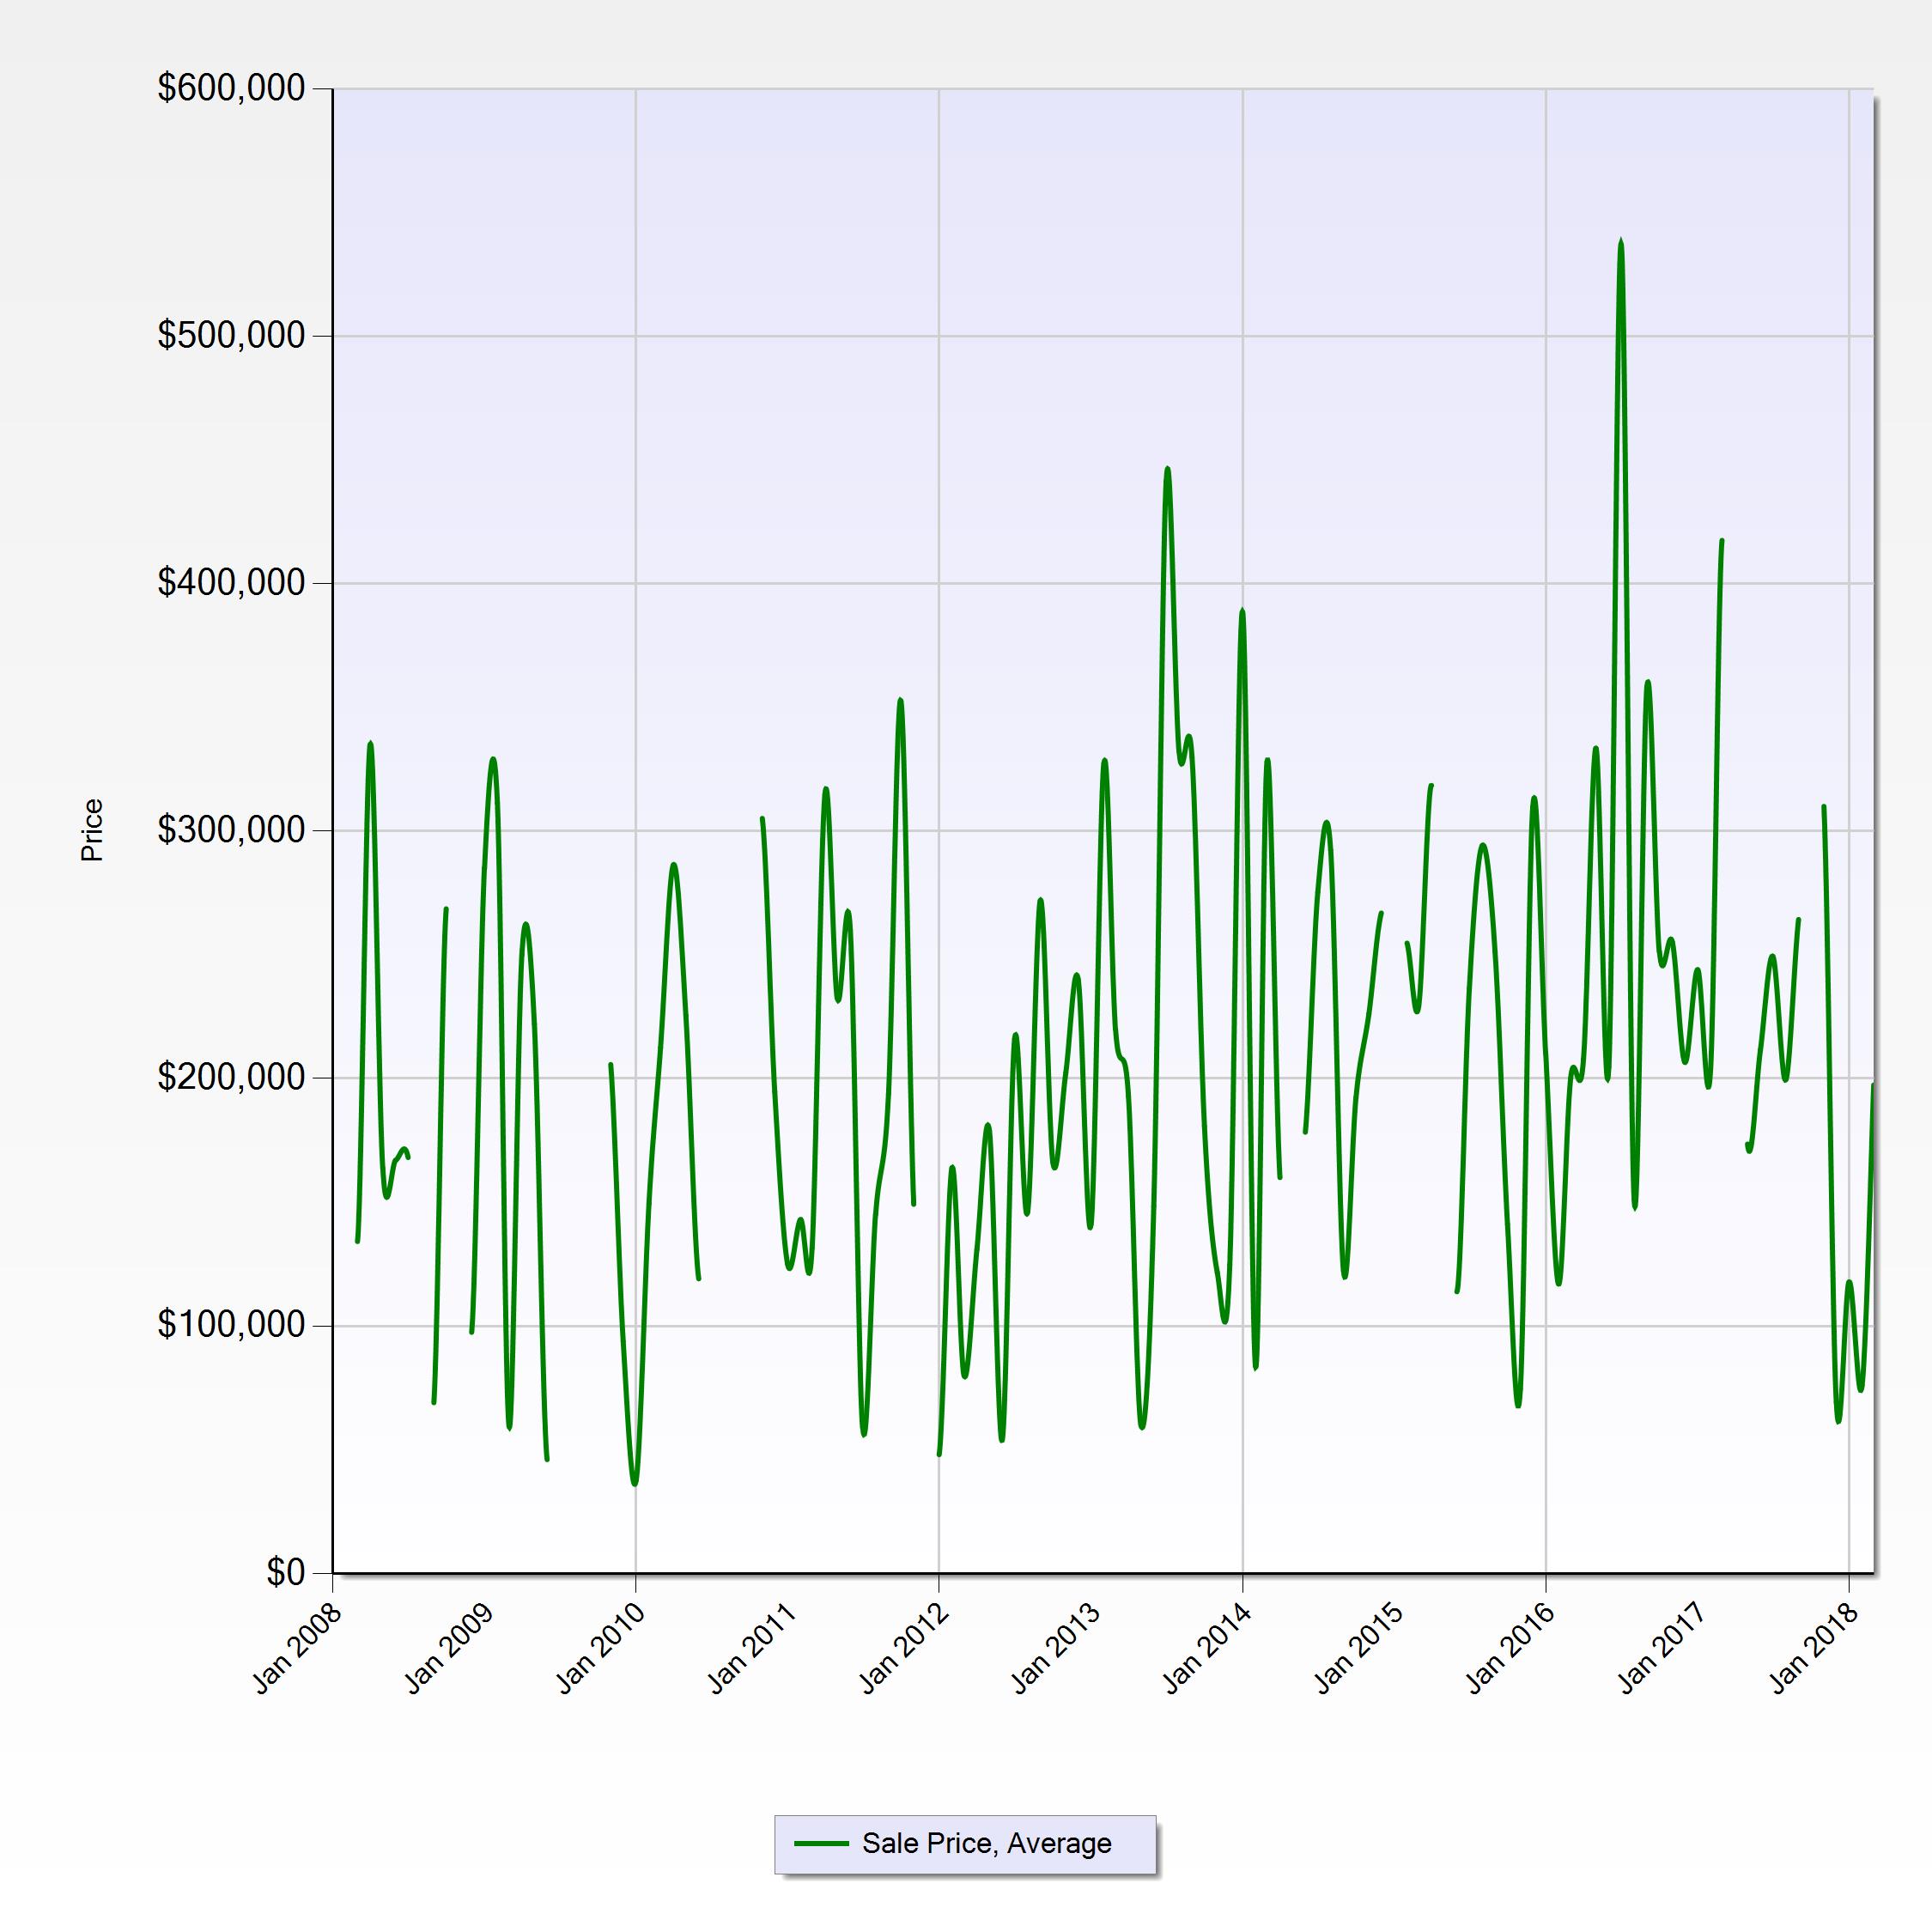 $600,000
$500,000
$400,000
$300,000
$200,000
$100,000
$0
Price
Jan 2008
Jan 2009
Jan 2010
Jan 2011
Jan 2012
Jan 2013
Jan 2014
Jan 2015
Jan 2016
Jan 2017
Jan 2018
Sale Price, Average